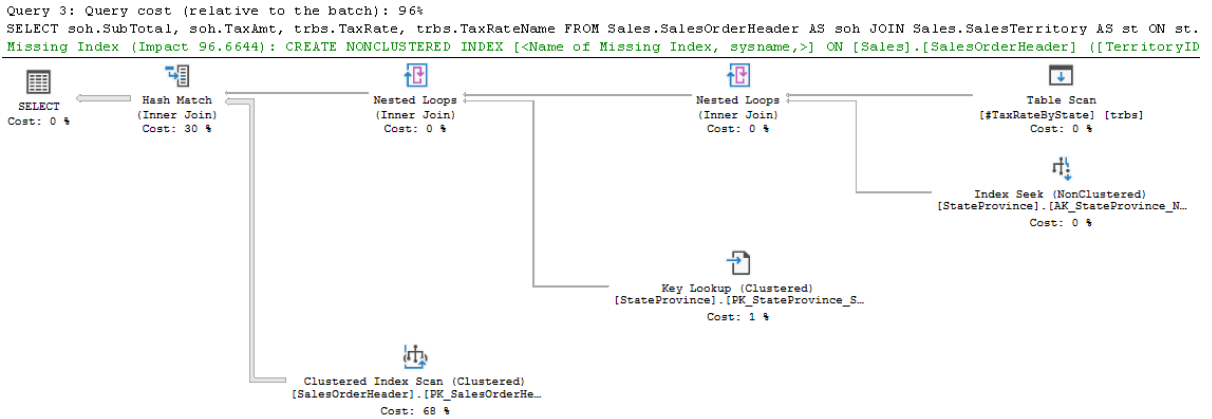 Query 3: Query cost (relative to the batch): 96%
SELECT soh.SubTotal, soh.TaxAmt, trbs.TaxRate, trbs.TaxRateName FROM Sales.SalesOrderHeader AS soh JOIN Sales.SalesTerritory AS st ON st.
Missing Index (Impact 96.6644): CREATE NONCLUSTERED INDEX [<Name of Missing Index, sysname,>] ON [Sales].[SalesOrderHeader] ([TerritoryID
SELECT
Cost: 0 %
Hash Match
(Inner Join)
Cost: 30 %
Nested Loops
(Inner Join)
Cost: 0 %
Nested Loops
(Inner Join)
Cost: 0 %
Table Scan
[#TaxRateByState] [trbs]
Cost: 0 %
Index Seek (NonClustered)
[StateProvince].[AK_StateProvince_N…
Cost: 0 %
Key Lookup (Clustered)
[StateProvince].[PK_StateProvince_S…
Cost: 1 %
Clustered Index Scan (Clustered)
[SalesOrderHeader].[PK_SalesOrderHe…
Cost: 68 %